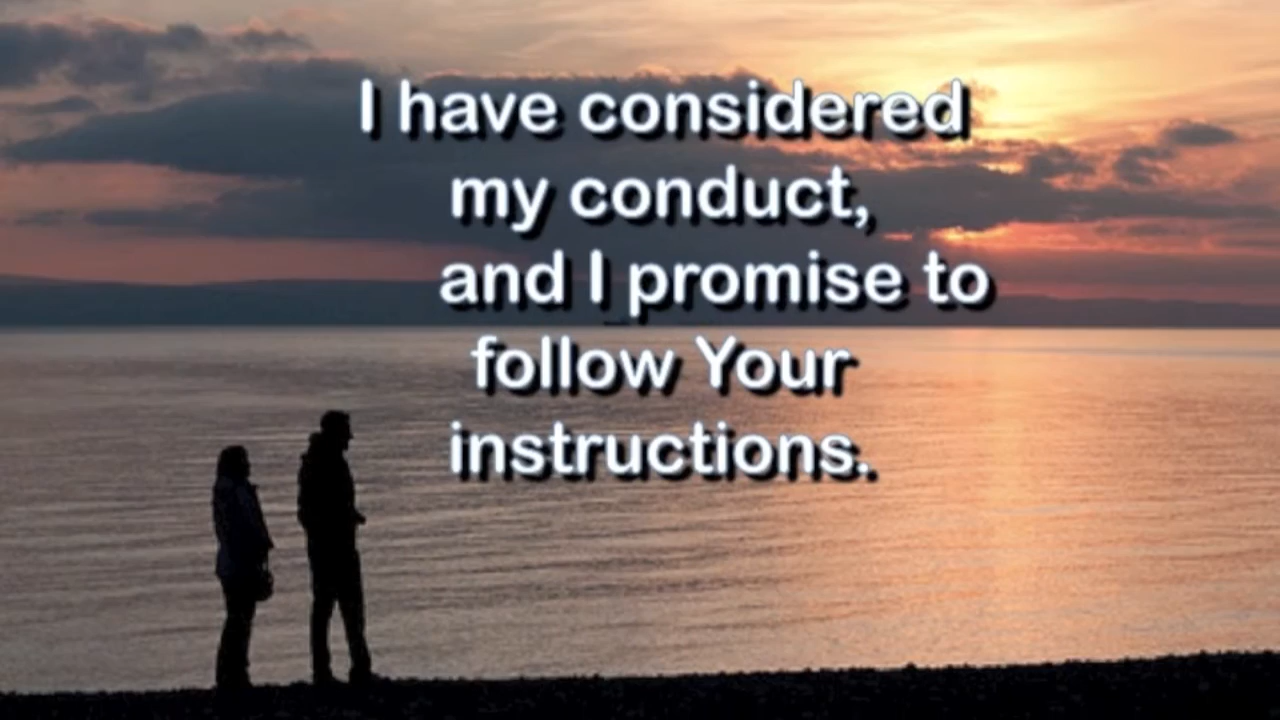 I have considered
my conduct,
and I promise to
follow Your
instructions.